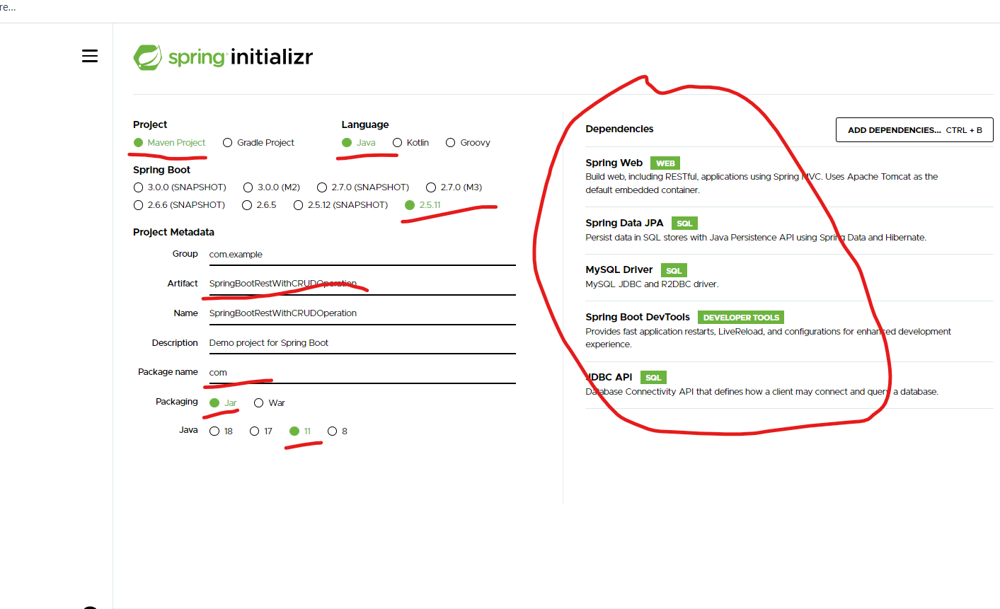 re...
spring initializr
Project
Maven Project Gradle Project
Language
Java Kotlin Groovy
Spring Boot
3.0.0 (SNAPSHOT) 3.0.0 (M2) 2.7.0 (SNAPSHOT) 2.7.0 (M3)
2.6.6 (SNAPSHOT) 2.6.5 2.5.12 (SNAPSHOT) 2.5.11
Project Metadata
Group com.example
Artifact SpringBootRestWithCRUDOperation
Name SpringBootRestWithCRUDOperation
Description Demo project for Spring Boot
Package name com
Packaging Jar War
Java 18 17 11 8
Dependencies
ADD DEPENDENCIES... CTRL + B
Spring Web WEB
Build web, including RESTful, applications using Spring MVC. Uses Apache Tomcat as the
default embedded container.
Spring Data JPA SQL
Persist data in SQL stores with Java Persistence API using Spring Data and Hibernate.
MySQL Driver SQL
MySQL JDBC and R2DBC driver.
Spring Boot DevTools DEVELOPER TOOLS
Provides fast application restarts, LiveReload, and configurations for enhanced development
experience.
JDBC API SQL
Database Connectivity API that defines how a client may connect and query a database.